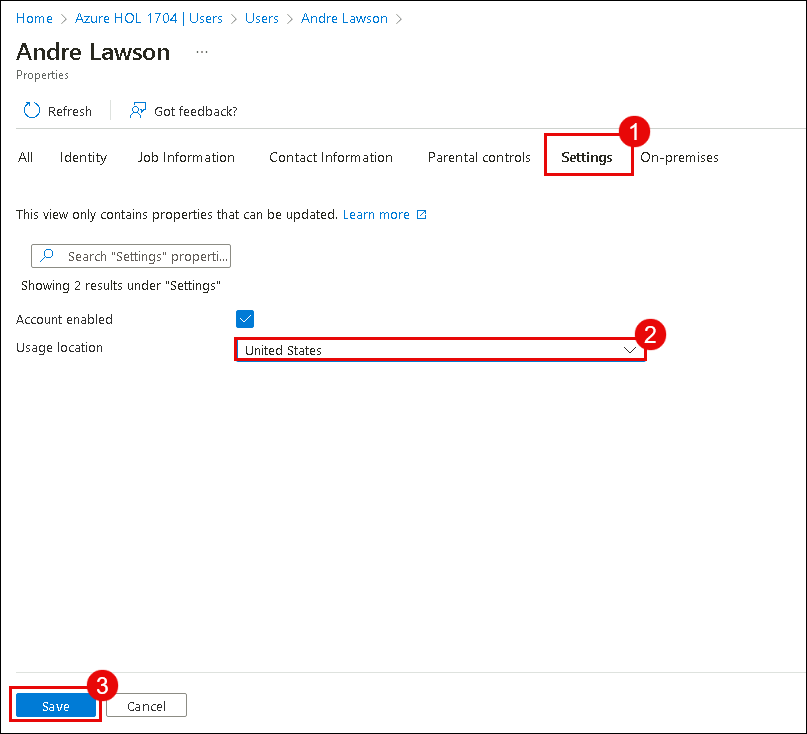 Home > Azure HOL 1704 | Users > Users > Andre Lawson >
Andre Lawson ...
Properties
Refresh Got feedback?
All Identity Job Information Contact Information Parental controls Settings 1 On-premises
This view only contains properties that can be updated. Learn more
Search "Settings" properti...
Showing 2 results under "Settings"
Account enabled
Usage location United States 2
Save 3 Cancel